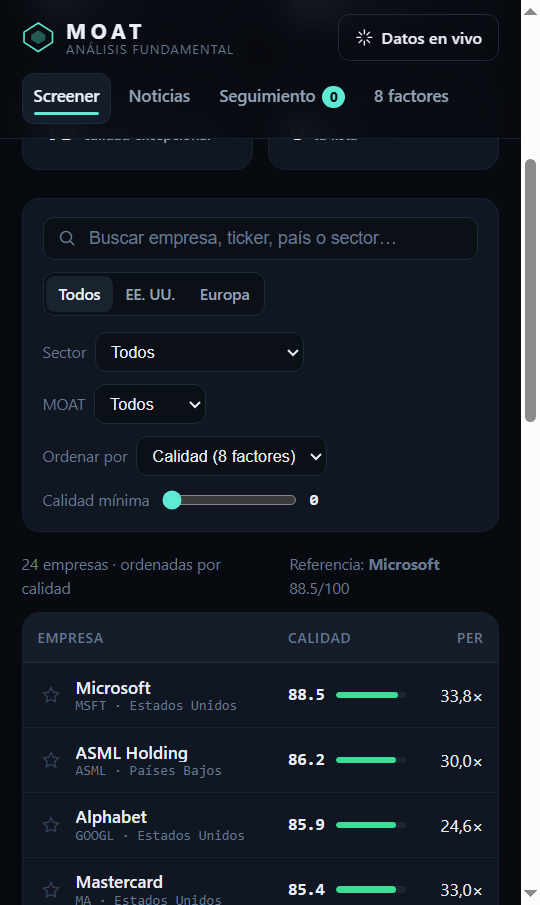 MOAT
ANÁLISIS FUNDAMENTAL
Datos en vivo
Screener Noticias Seguimiento 0 8 factores
Buscar empresa, ticker, país o sector…
Todos EE. UU. Europa
Sector Todos
MOAT Todos
Ordenar por Calidad (8 factores)
Calidad mínima 0
24 empresas · ordenadas por
calidad
Referencia: Microsoft
88.5/100
EMPRESA CALIDAD PER
Microsoft 88.5 33,8×
MSFT · Estados Unidos
ASML Holding 86.2 30,0×
ASML · Países Bajos
Alphabet 85.9 24,6×
GOOGL · Estados Unidos
Mastercard 85.4 33,0×
MA · Estados Unidos